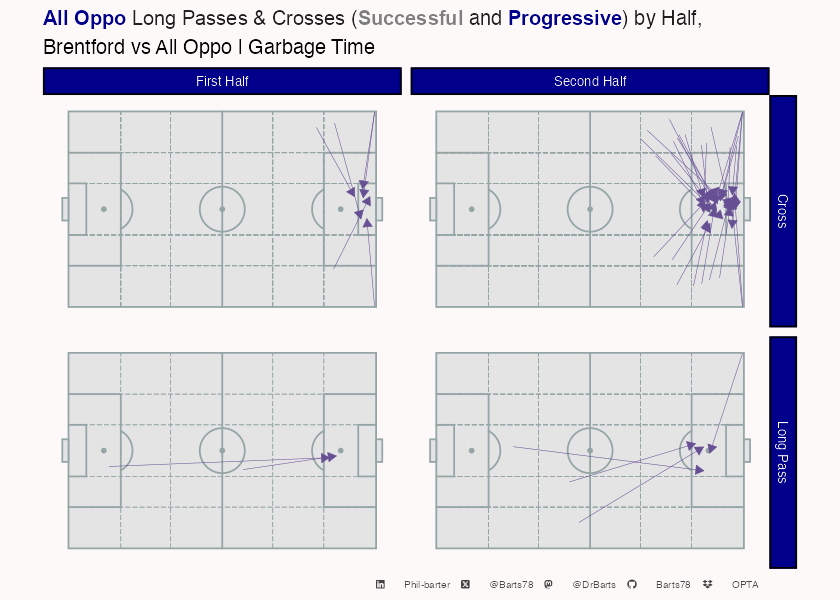 All Oppo Long Passes & Crosses (Successful and Progressive) by Half,
Brentford vs All Oppo | Garbage Time
First Half
Second Half
Cross
Long Pass
Phil-barter @Barts78 @DrBarts Barts78 OPTA